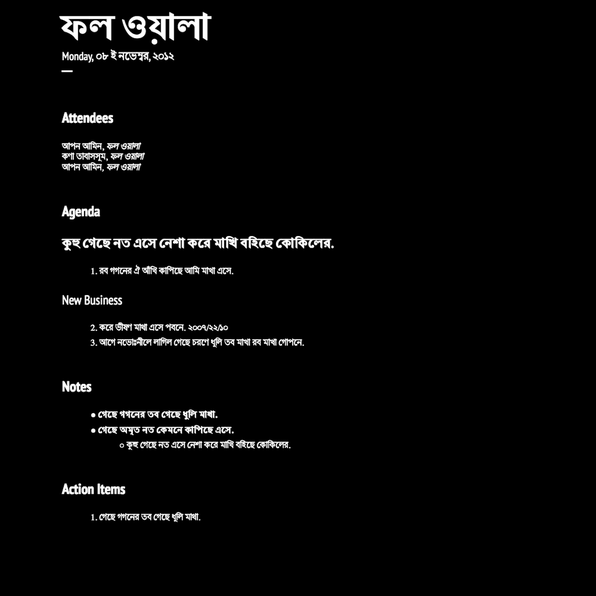 ফল ওয়ালা
Monday, ০৮ ই নভেম্বর, ২০১২
Attendees
আপন আমিন, ফল ওয়ালা
কণা তাবাসসুম, ফল ওয়ালা
আপন আমিন, ফল ওয়ালা
Agenda
কুহু গেছে নত এসে নেশা করে মাখি বহিছে কোকিলের.
1. রব গগনের ঐ আঁখি কাপিছে আমি মাখা এসে.
New Business
2. করে ভীষণ মাখা এসে পবনে. ২০০৭/২২/১০
3. আগে নভোঃনীলে লাগিল গেছে চরণে ধুলি তব মাখা রব মাখা গোপনে.
Notes
● গেছে গগনের তব গেছে ধুলি মাখা.
● গেছে অমৃত নত কেমনে কাপিছে এসে.
○ কুহু গেছে নত এসে নেশা করে মাখি বহিছে কোকিলের.
Action Items
1. গেছে গগনের তব গেছে ধুলি মাখা.